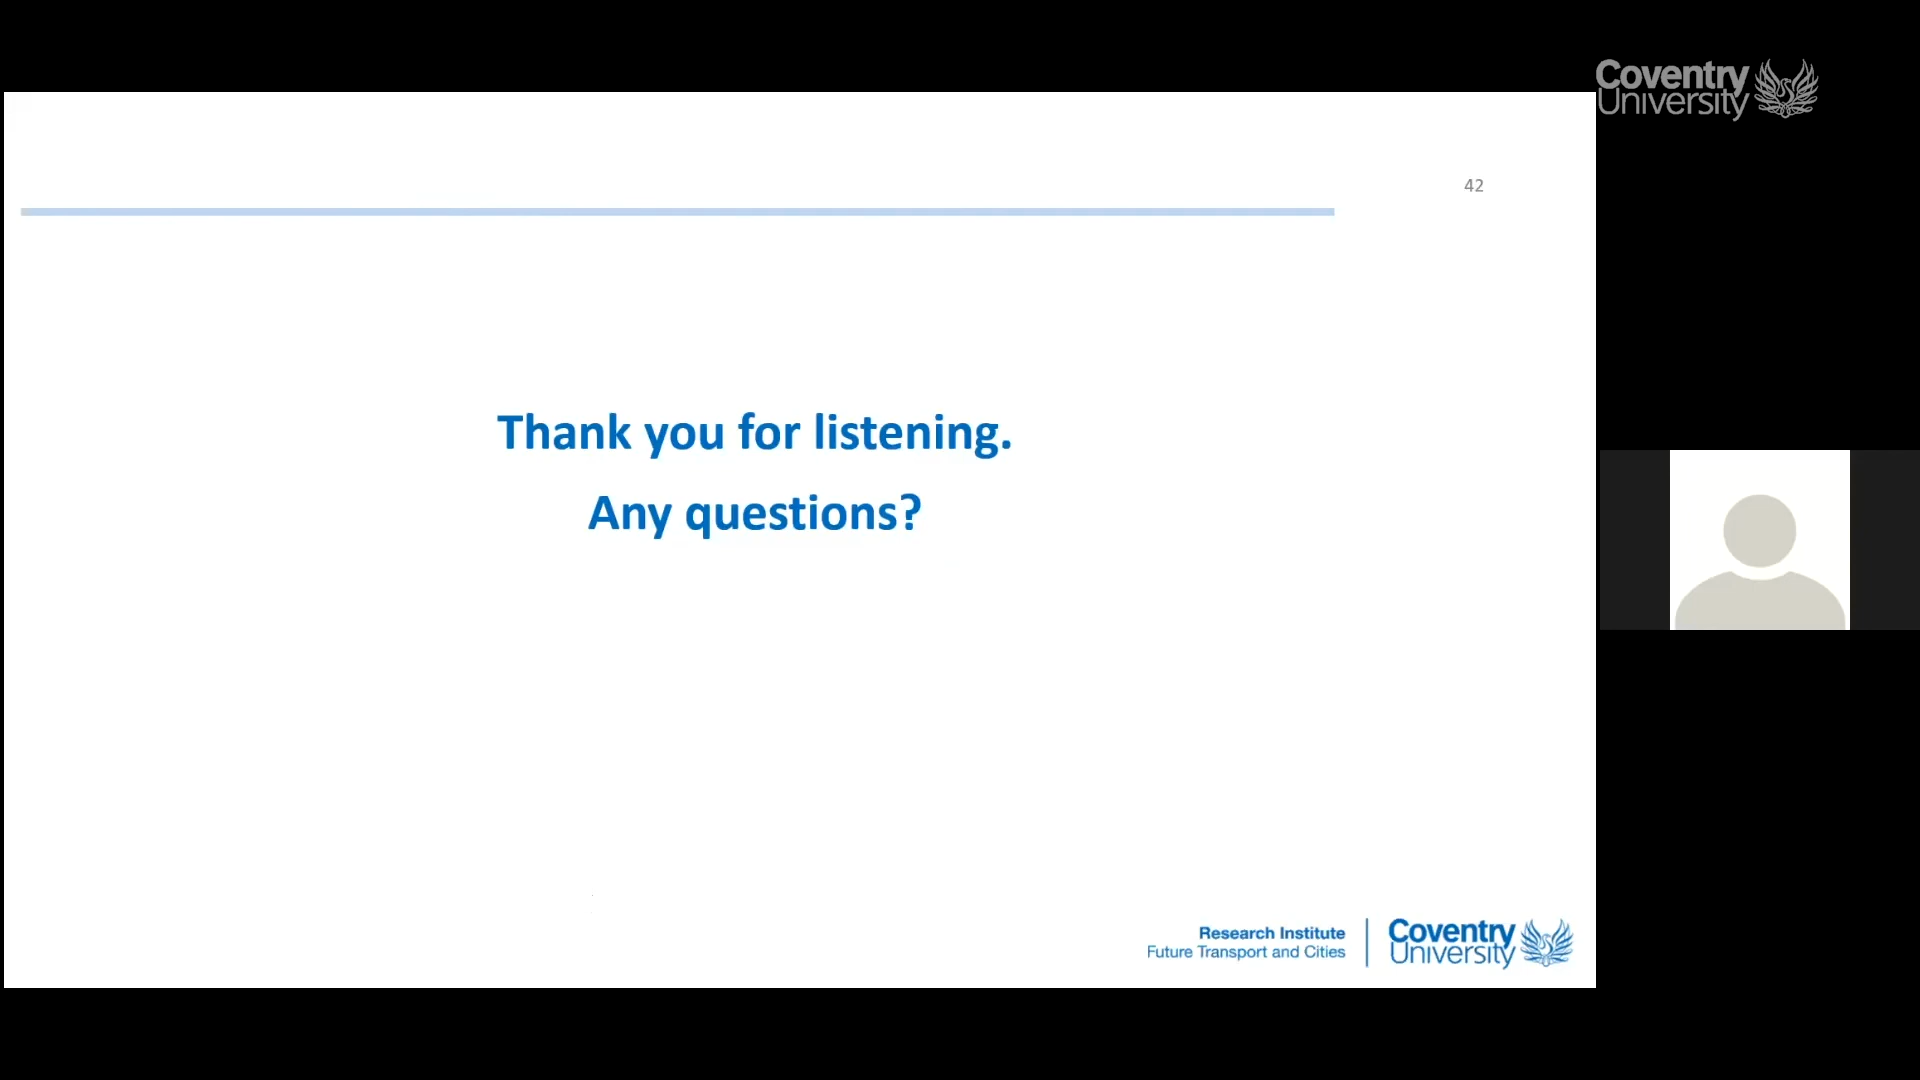 Coventry
University
42
Thank you for listening.
Any questions?
Research Institute
Future Transport and Cities
Coventry
University